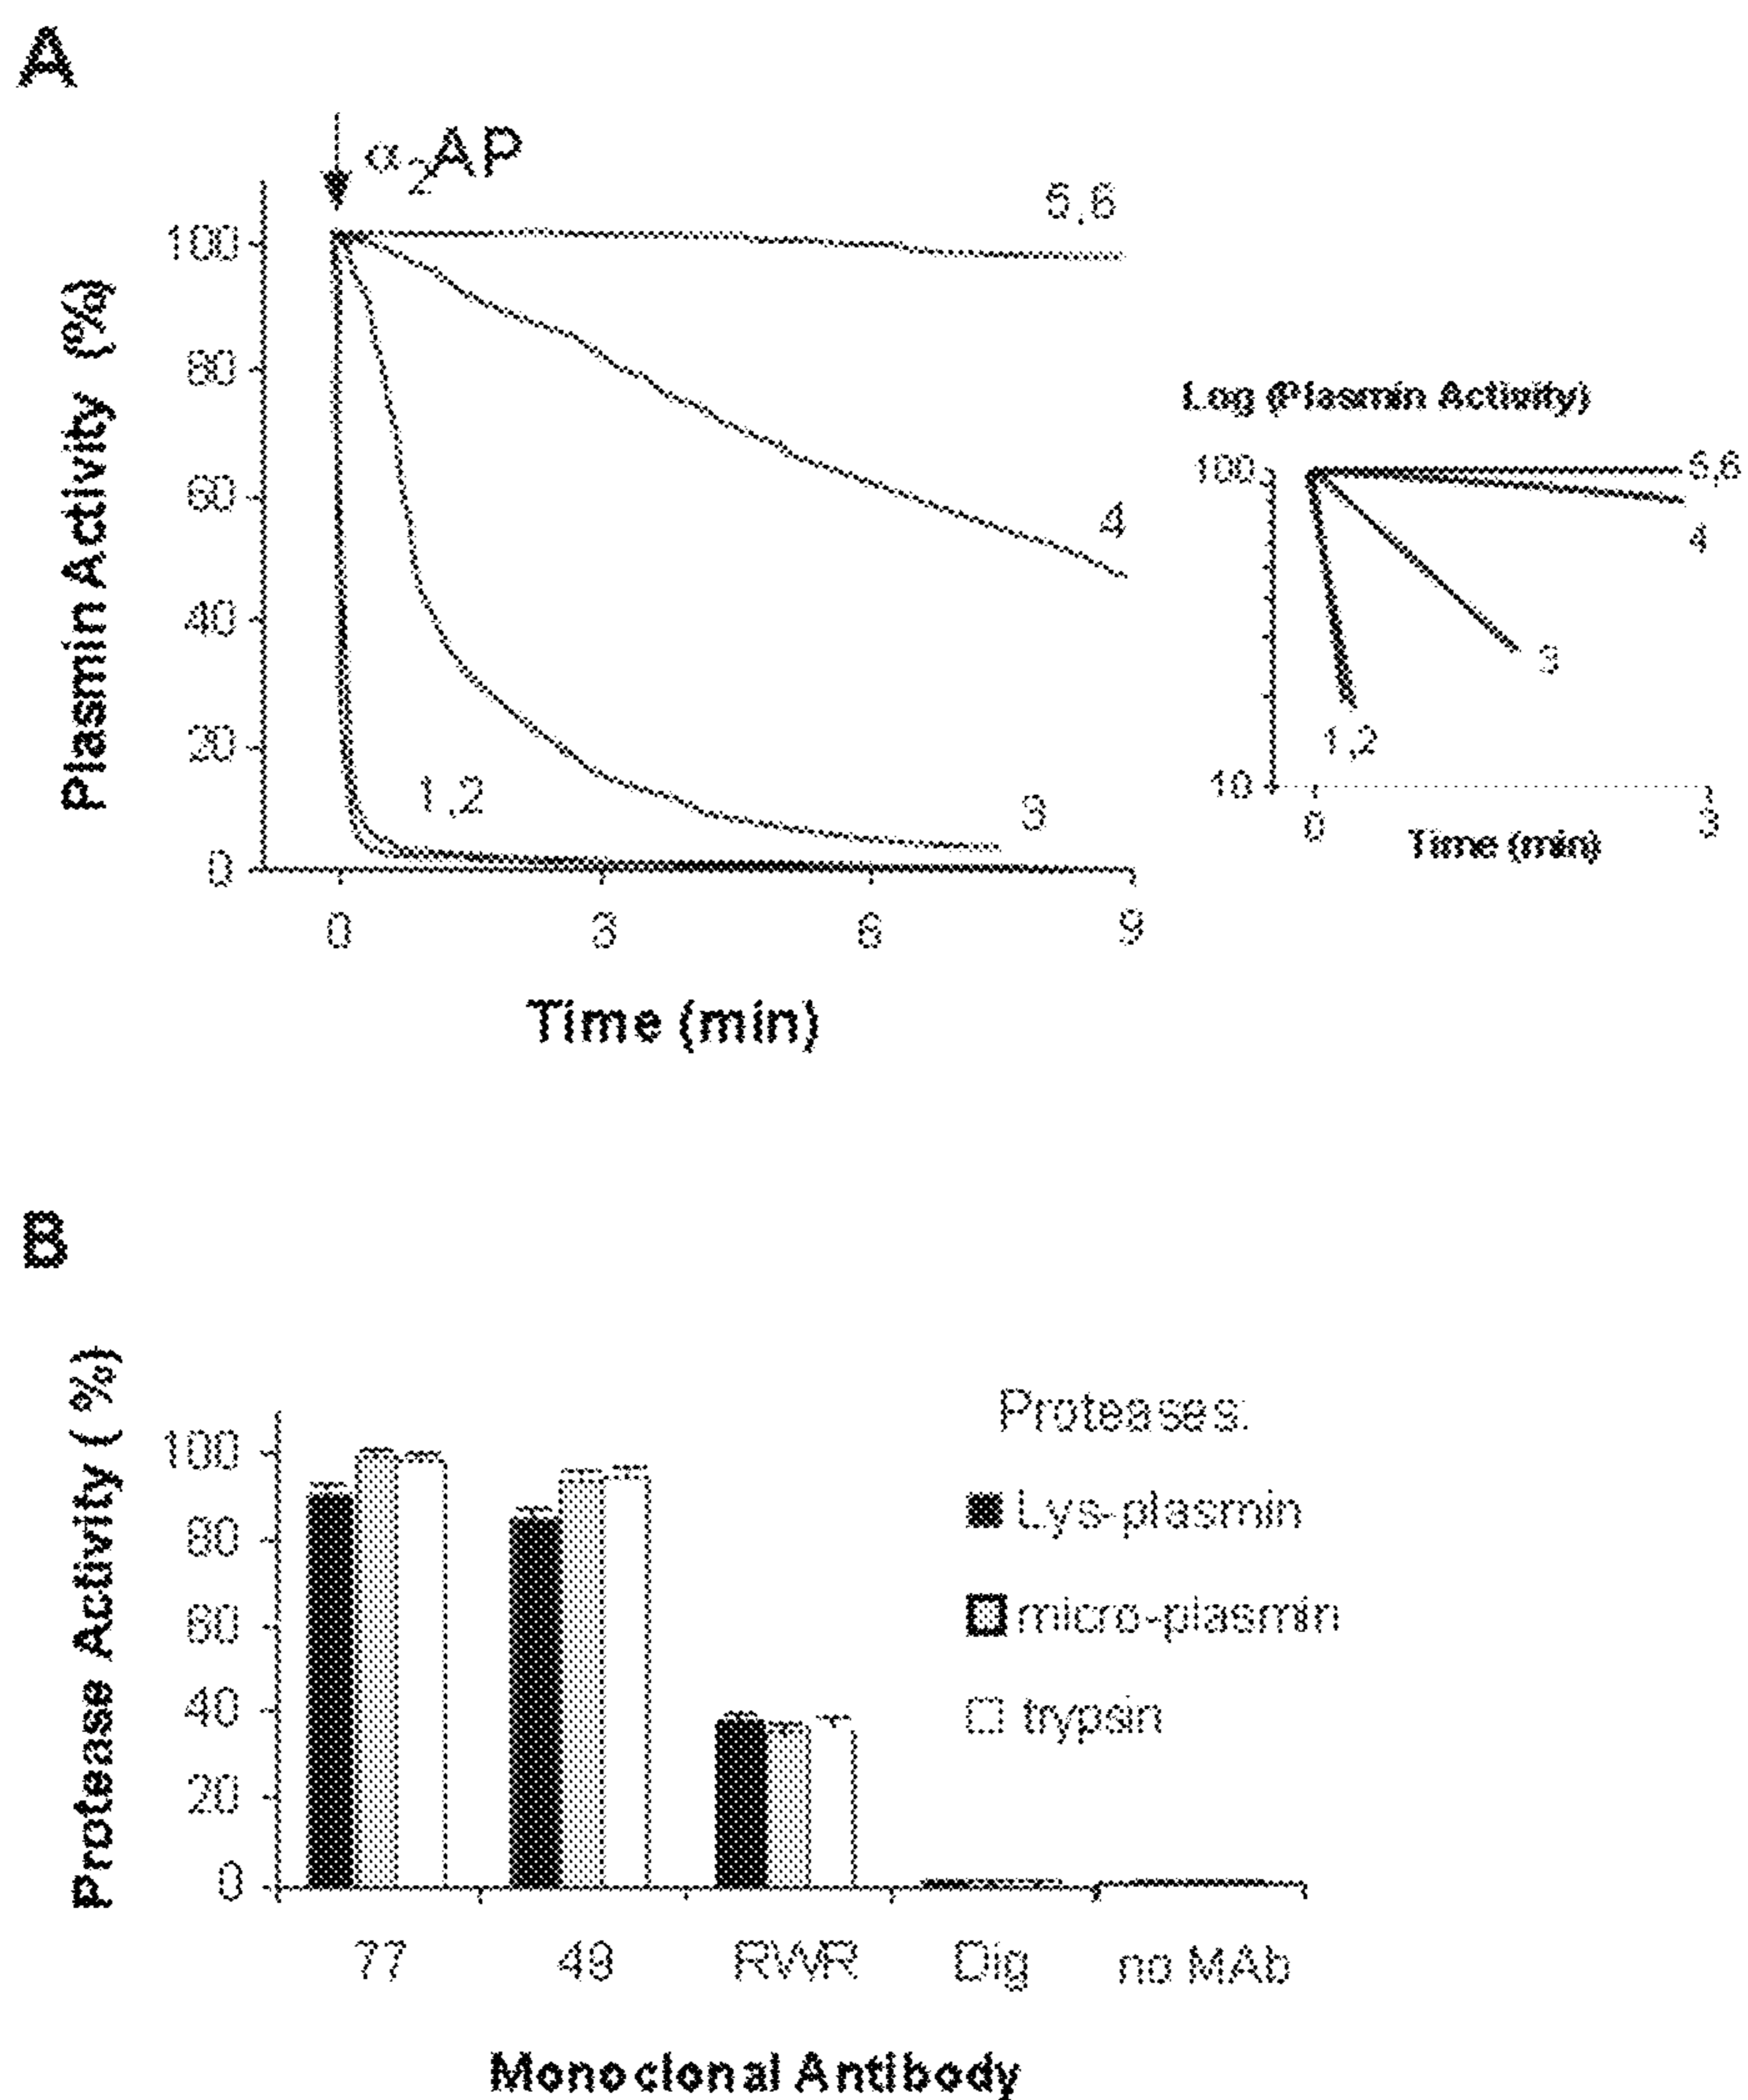 A
α2AP
Plasmin Activity (%)
100
80
60
40
20
0
5,6
4
3
1,2
0 3 6 9
Time (min)
Log (Plasmin Activity)
100
10
5,6
4
3
1,2
0 3
Time (min)
B
Protease Activity ( %)
100
80
60
40
20
0
Proteases:
Lys-plasmin
micro-plasmin
trypsin
77 49 RWR Dig no MAb
Monoclonal Antibody